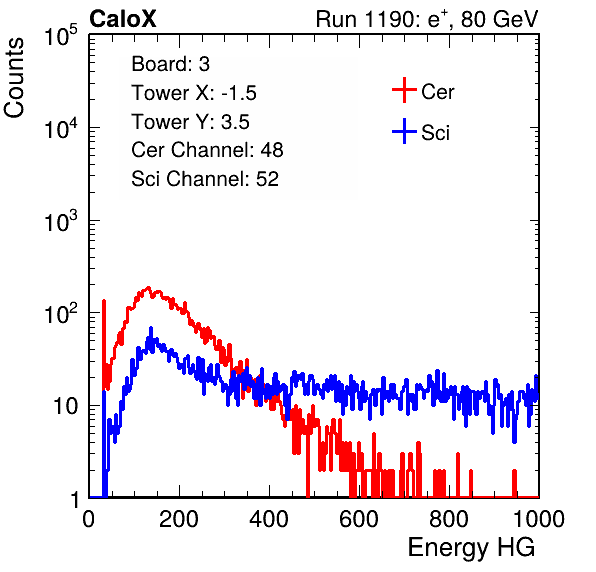 CaloX Run 1190: e⁺, 80 GeV
Counts
10⁵
10⁴
10³
10²
10
1
Board: 3
Tower X: -1.5
Tower Y: 3.5
Cer Channel: 48
Sci Channel: 52
Cer
Sci
0 200 400 600 800 1000
Energy HG